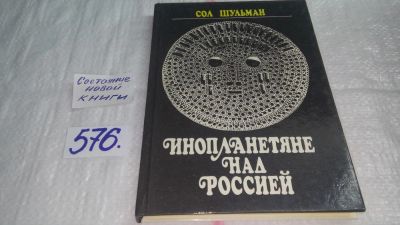 СОЛ ШУЛЬМАН
Состояние
новой
книги
576.
ИНОПЛАНЕТЯНЕ
НАД
РОССИЕЙ